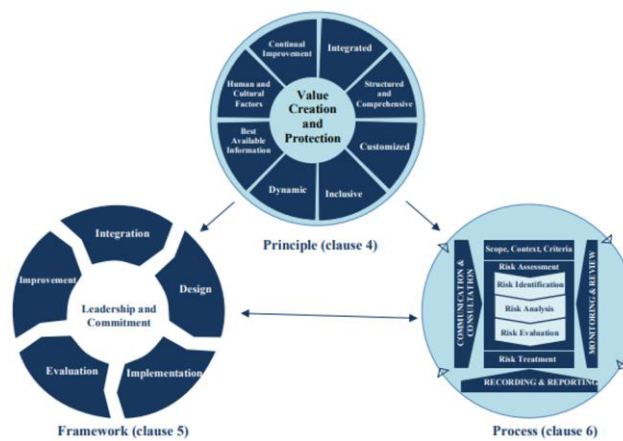 Continual
Improvement
Integrated
Human and
Cultural
Factors
Value
Creation
and
Protection
Structured
and
Comprehensive
Best
Available
Information
Customized
Dynamic
Inclusive
Principle (clause 4)
Integration
Improvement
Design
Leadership and
Commitment
Evaluation
Implementation
Framework (clause 5)
COMMUNICATION &
CONSULTATION
Scope, Context, Criteria
Risk Assessment
Risk Identification
Risk Analysis
Risk Evaluation
Risk Treatment
MONITORING & REVIEW
RECORDING & REPORTING
Process (clause 6)